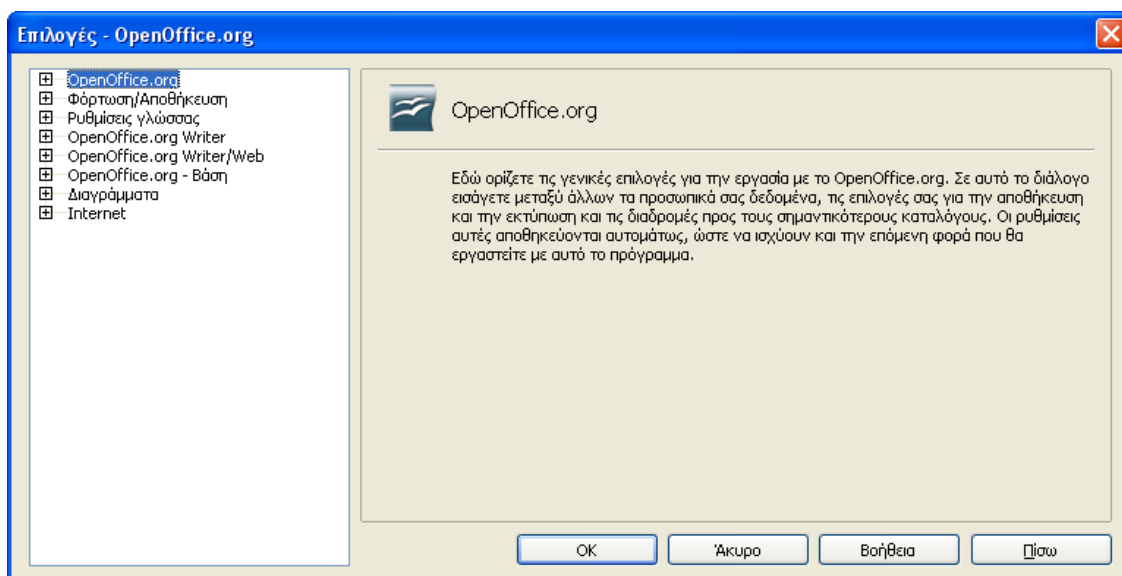 Επιλογές - OpenOffice.org
OpenOffice.org
Φόρτωση/Αποθήκευση
Ρυθμίσεις γλώσσας
OpenOffice.org Writer
OpenOffice.org Writer/Web
OpenOffice.org - Βάση
Διαγράμματα
Internet
OpenOffice.org
Εδώ ορίζετε τις γενικές επιλογές για την εργασία με το OpenOffice.org. Σε αυτό το διάλογο
εισάγετε μεταξύ άλλων τα προσωπικά σας δεδομένα, τις επιλογές σας για την αποθήκευση
και την εκτύπωση και τις διαδρομές προς τους σημαντικότερους καταλόγους. Οι ρυθμίσεις
αυτές αποθηκεύονται αυτομάτως, ώστε να ισχύουν και την επόμενη φορά που θα
εργαστείτε με αυτό το πρόγραμμα.
OK
Άκυρο
Βοήθεια
Πίσω